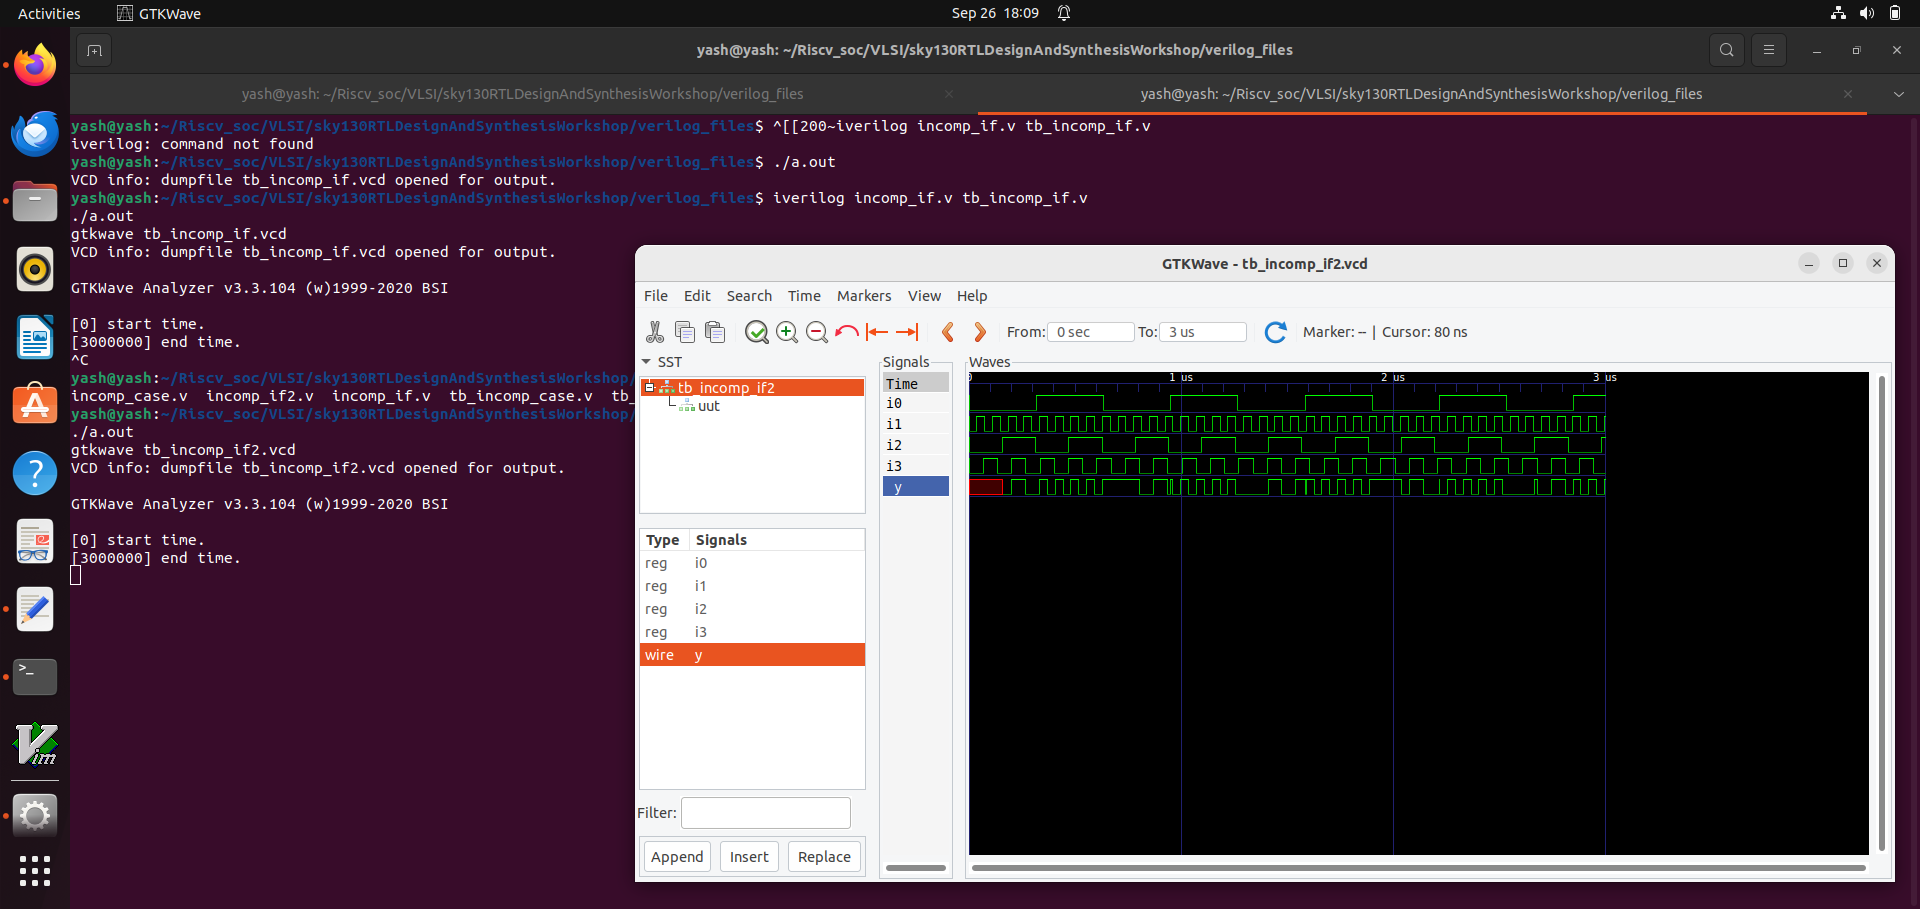 Activities
GTKWave
Sep 26 18:09
yash@yash: ~/Riscv_soc/VLSI/sky130RTLDesignAndSynthesisWorkshop/verilog_files
yash@yash: ~/Riscv_soc/VLSI/sky130RTLDesignAndSynthesisWorkshop/verilog_files
yash@yash: ~/Riscv_soc/VLSI/sky130RTLDesignAndSynthesisWorkshop/verilog_files
yash@yash:~/Riscv_soc/VLSI/sky130RTLDesignAndSynthesisWorkshop/verilog_files$ ^[[200~iverilog incomp_if.v tb_incomp_if.v
iverilog: command not found
yash@yash:~/Riscv_soc/VLSI/sky130RTLDesignAndSynthesisWorkshop/verilog_files$ ./a.out
VCD info: dumpfile tb_incomp_if.vcd opened for output.
yash@yash:~/Riscv_soc/VLSI/sky130RTLDesignAndSynthesisWorkshop/verilog_files$ iverilog incomp_if.v tb_incomp_if.v
./a.out
gtkwave tb_incomp_if.vcd
VCD info: dumpfile tb_incomp_if.vcd opened for output.
GTKWave Analyzer v3.3.104 (w)1999-2020 BSI
[0] start time.
[3000000] end time.
^C
yash@yash:~/Riscv_soc/VLSI/sky130RTLDesignAndSynthesisWorkshop/
incomp_case.v incomp_if2.v incomp_if.v tb_incomp_case.v tb_
yash@yash:~/Riscv_soc/VLSI/sky130RTLDesignAndSynthesisWorkshop/
./a.out
gtkwave tb_incomp_if2.vcd
VCD info: dumpfile tb_incomp_if2.vcd opened for output.
GTKWave Analyzer v3.3.104 (w)1999-2020 BSI
[0] start time.
[3000000] end time.
GTKWave - tb_incomp_if2.vcd
File Edit Search Time Markers View Help
From: 0 sec To: 3 us Marker: -- | Cursor: 80 ns
SST
tb_incomp_if2
uut
Type Signals
reg i0
reg i1
reg i2
reg i3
wire y
Filter:
Append Insert Replace
Signals
Time
i0
i1
i2
i3
y
Waves
0 1 us 2 us 3 us
Vim